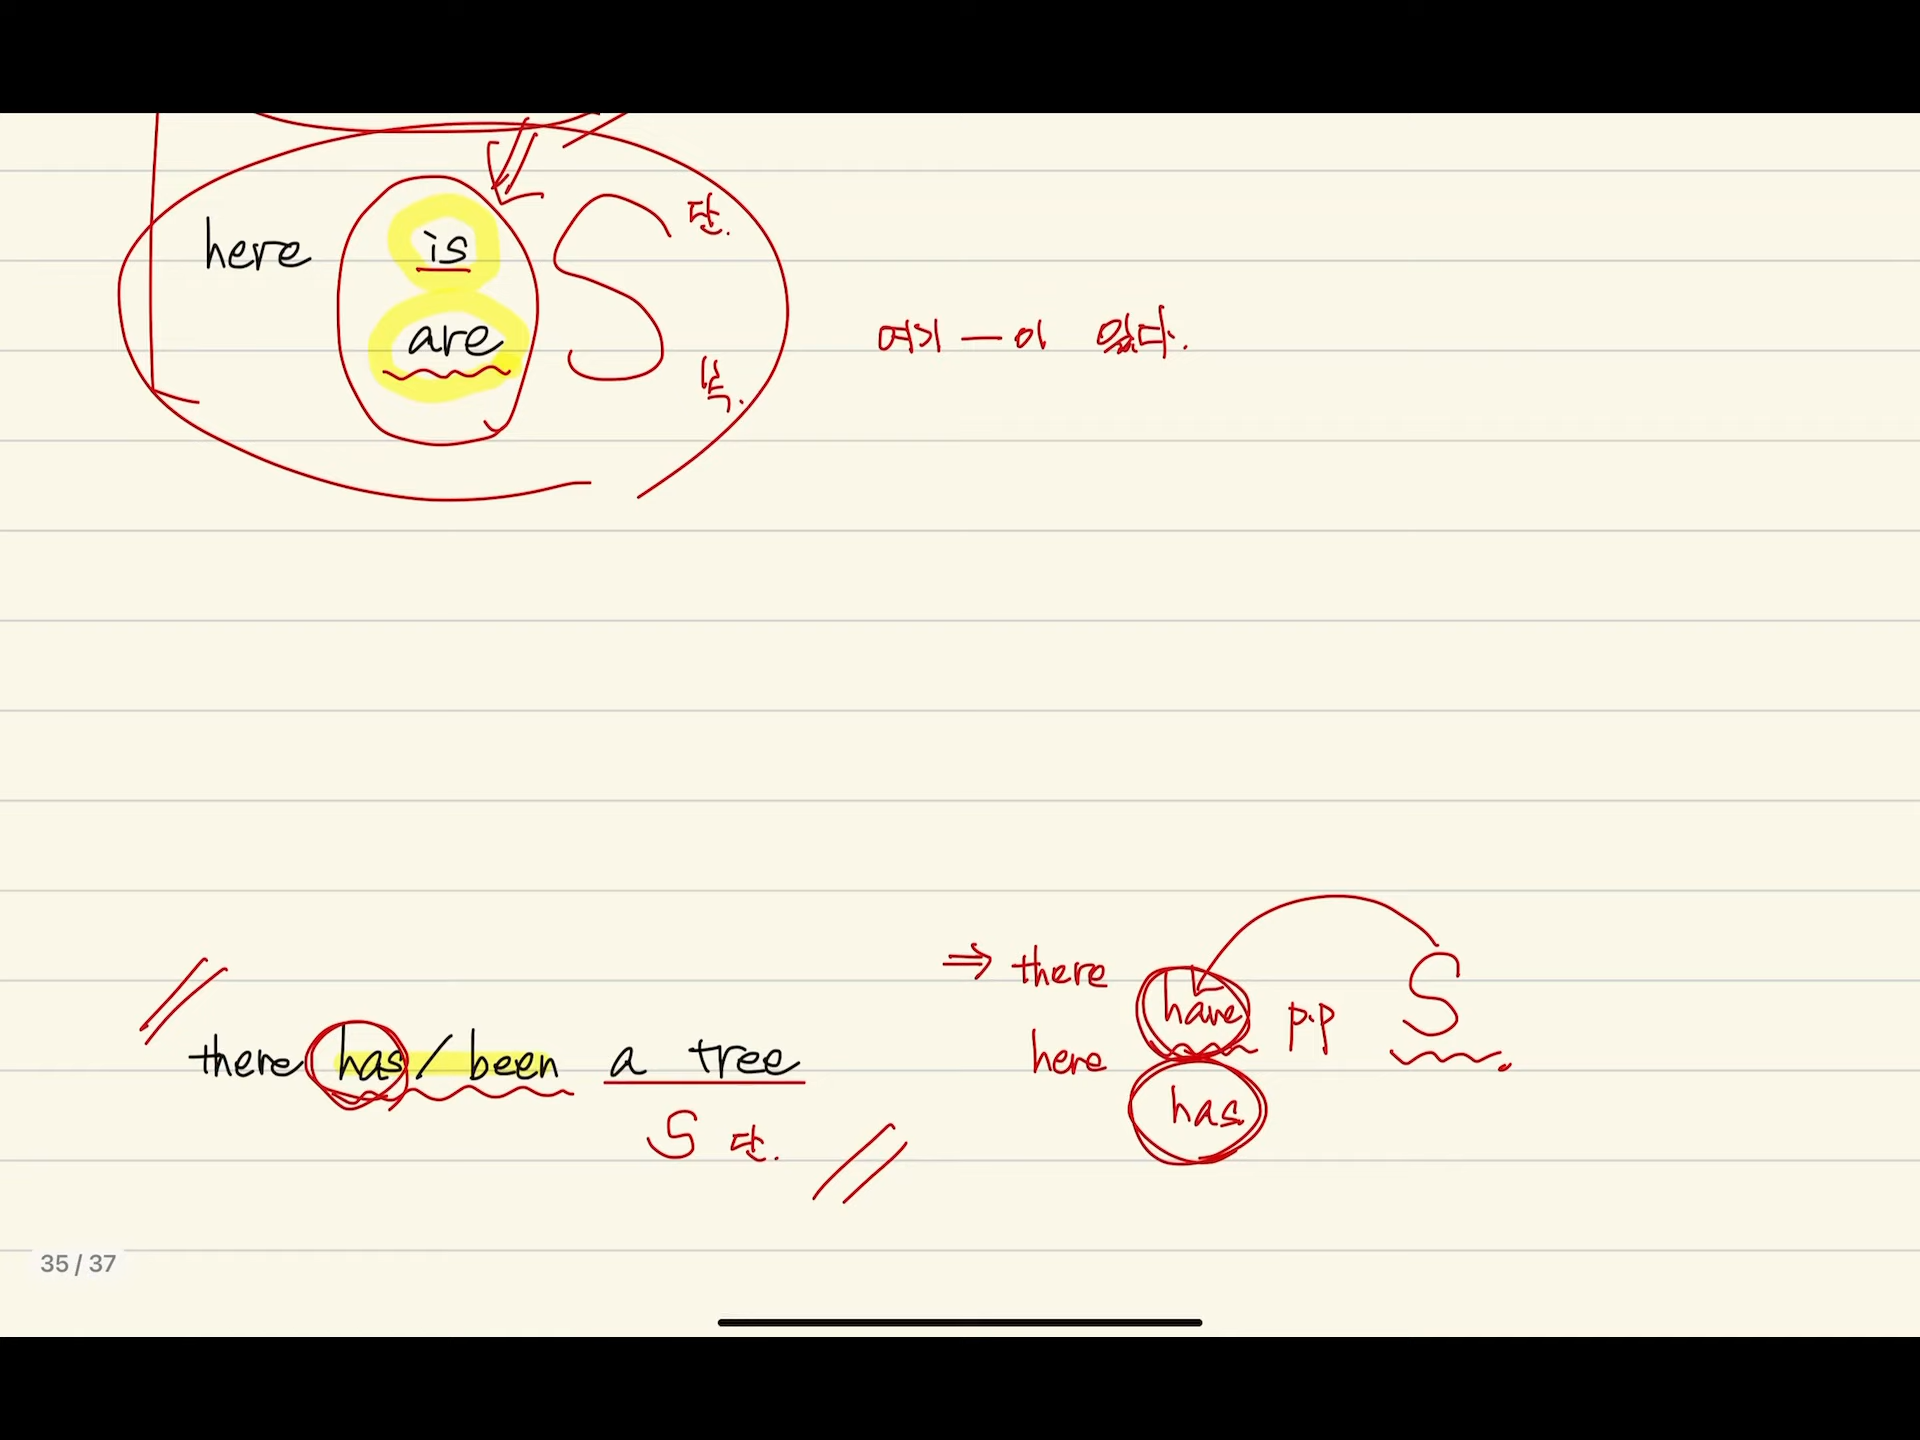 here is S 단.
are 복.
여기 — 이 있다.
⇒ there have p.p S
here has
there has / been a tree
S 단.
35 / 37